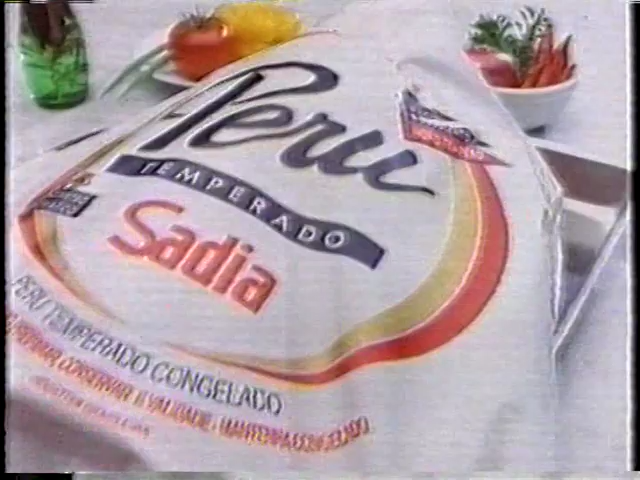 Peru
TEMPERADO
Sadia
PERU TEMPERADO CONGELADO
CONSERVAR
VALIDADE: MANTENHA CONGELADO